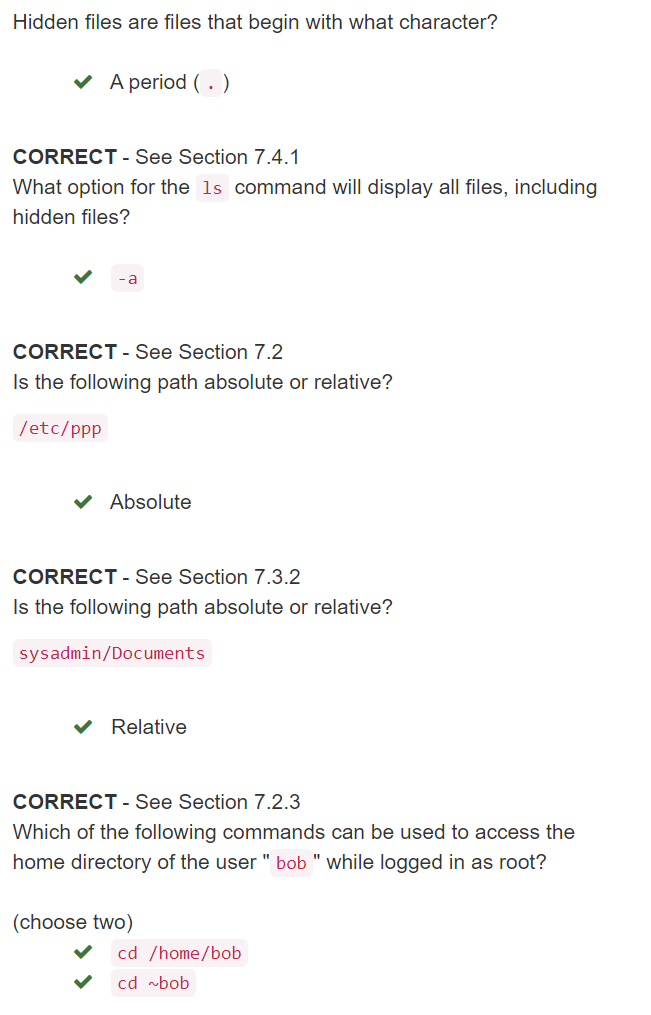 Hidden files are files that begin with what character?
A period ( . )
CORRECT - See Section 7.4.1
What option for the ls command will display all files, including
hidden files?
-a
CORRECT - See Section 7.2
Is the following path absolute or relative?
/etc/ppp
Absolute
CORRECT - See Section 7.3.2
Is the following path absolute or relative?
sysadmin/Documents
Relative
CORRECT - See Section 7.2.3
Which of the following commands can be used to access the
home directory of the user " bob " while logged in as root?
(choose two)
cd /home/bob
cd ~bob